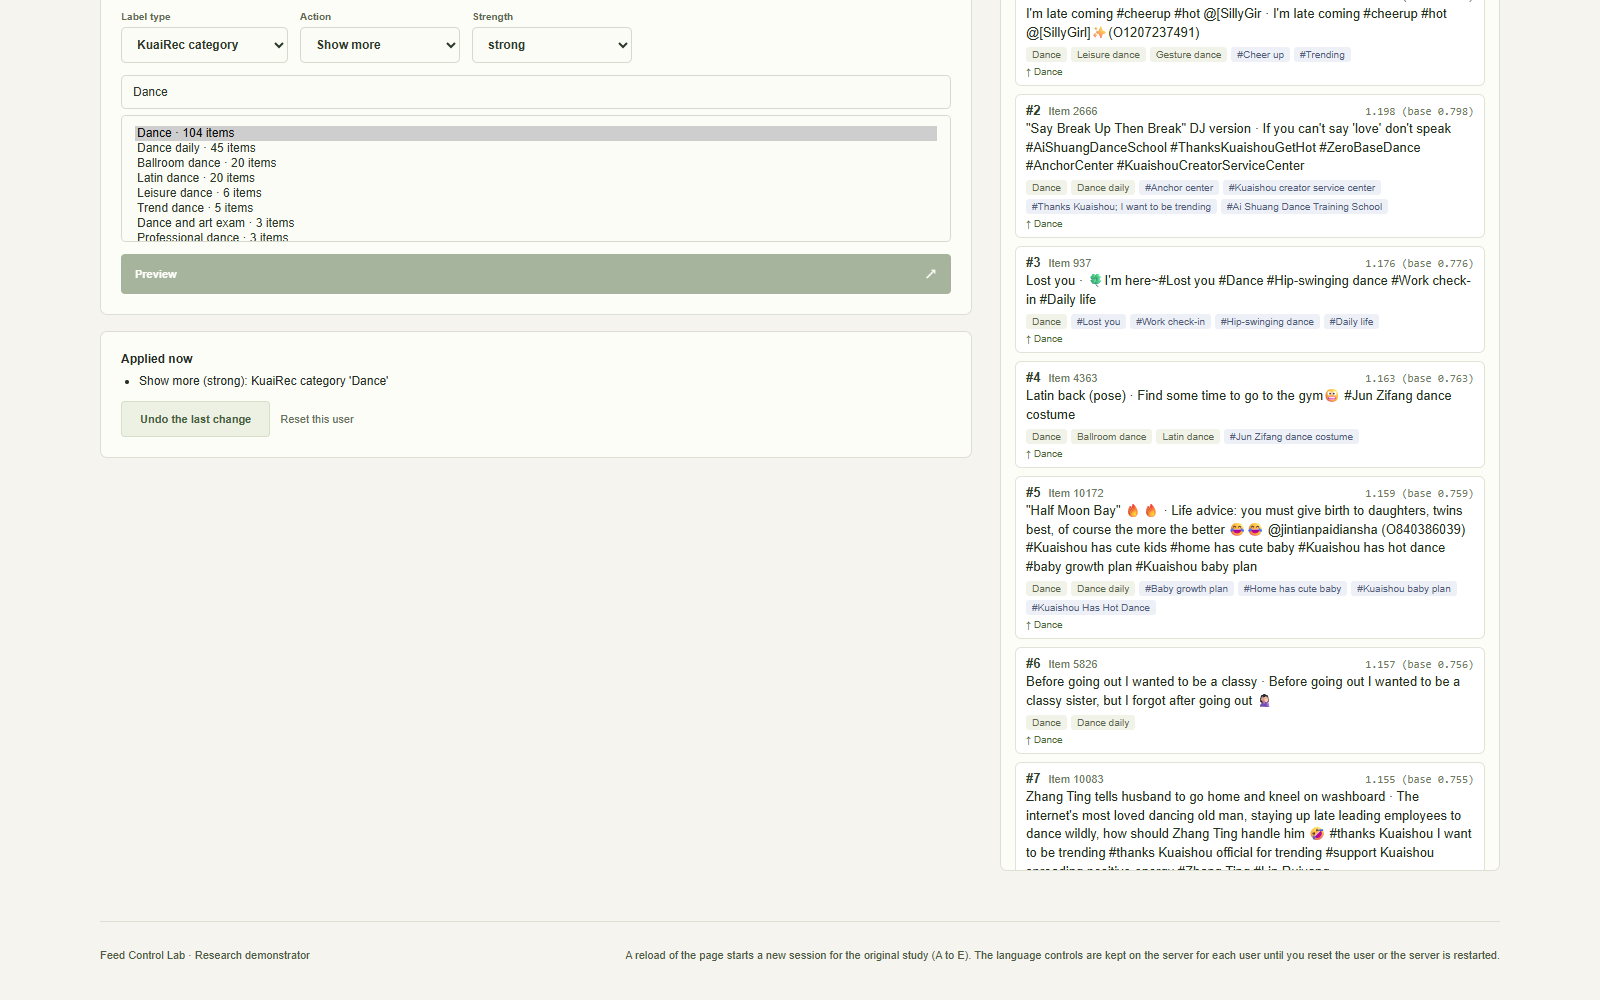 Label type
Action
Strength
KuaiRec category
Show more
strong
Dance
Dance · 104 items
Dance daily · 45 items
Ballroom dance · 20 items
Latin dance · 20 items
Leisure dance · 6 items
Trend dance · 5 items
Dance and art exam · 3 items
Professional dance · 3 items
Preview ↗
Applied now
• Show more (strong): KuaiRec category 'Dance'
Undo the last change
Reset this user
I'm late coming #cheerup #hot @[SillyGir · I'm late coming #cheerup #hot
@[SillyGirl]✨(O1207237491)
Dance Leisure dance Gesture dance #Cheer up #Trending
↑ Dance
#2 Item 2666 1.198 (base 0.798)
"Say Break Up Then Break" DJ version · If you can't say 'love' don't speak
#AiShuangDanceSchool #ThanksKuaishouGetHot #ZeroBaseDance
#AnchorCenter #KuaishouCreatorServiceCenter
Dance Dance daily #Anchor center #Kuaishou creator service center
#Thanks Kuaishou; I want to be trending #Ai Shuang Dance Training School
↑ Dance
#3 Item 937 1.176 (base 0.776)
Lost you · 🍀I'm here~#Lost you #Dance #Hip-swinging dance #Work check-
in #Daily life
Dance #Lost you #Work check-in #Hip-swinging dance #Daily life
↑ Dance
#4 Item 4363 1.163 (base 0.763)
Latin back (pose) · Find some time to go to the gym #Jun Zifang dance
costume
Dance Ballroom dance Latin dance #Jun Zifang dance costume
↑ Dance
#5 Item 10172 1.159 (base 0.759)
"Half Moon Bay" 🔥 🔥 · Life advice: you must give birth to daughters, twins
best, of course the more the better 😂 😂 @jintianpaidiansha (O840386039)
#Kuaishou has cute kids #home has cute baby #Kuaishou has hot dance
#baby growth plan #Kuaishou baby plan
Dance Dance daily #Baby growth plan #Home has cute baby #Kuaishou baby plan
#Kuaishou Has Hot Dance
↑ Dance
#6 Item 5826 1.157 (base 0.756)
Before going out I wanted to be a classy · Before going out I wanted to be a
classy sister, but I forgot after going out
Dance Dance daily
↑ Dance
#7 Item 10083 1.155 (base 0.755)
Zhang Ting tells husband to go home and kneel on washboard · The
internet's most loved dancing old man, staying up late leading employees to
dance wildly, how should Zhang Ting handle him 🤣 #thanks Kuaishou I want
to be trending #thanks Kuaishou official for trending #support Kuaishou
spreading positive energy #Zhang Ting #Lin Ruiyang
Feed Control Lab · Research demonstrator
A reload of the page starts a new session for the original study (A to E). The language controls are kept on the server for each user until you reset the user or the server is restarted.